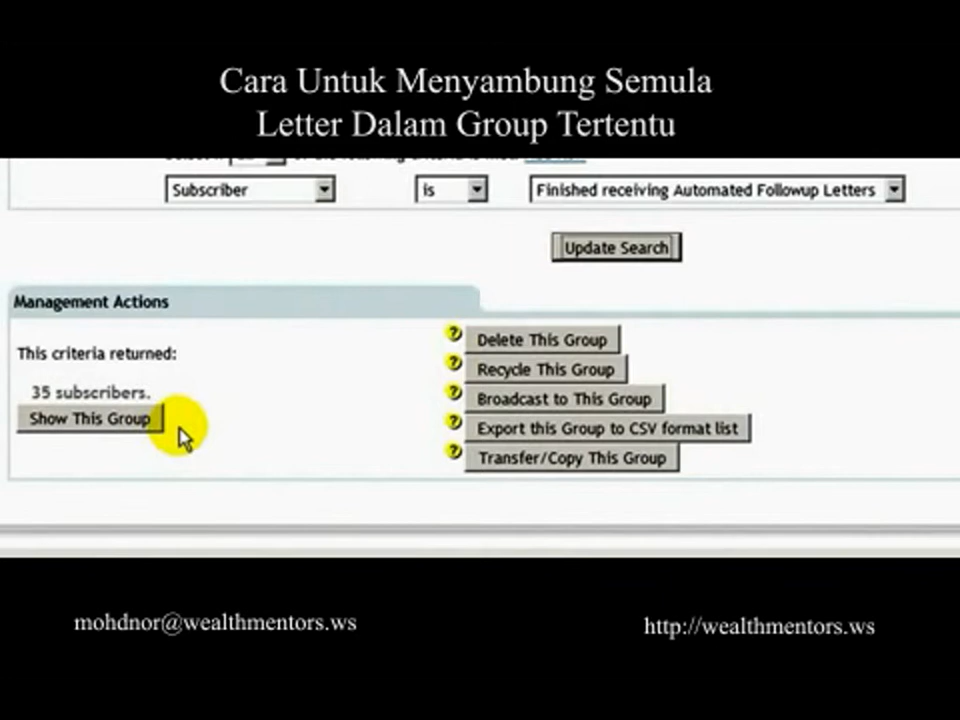 Cara Untuk Menyambung Semula
Letter Dalam Group Tertentu
Subscriber is Finished receiving Automated Followup Letters
Update Search
Management Actions
This criteria returned:
35 subscribers.
Show This Group
? Delete This Group
? Recycle This Group
? Broadcast to This Group
? Export this Group to CSV format list
? Transfer/Copy This Group
mohdnor@wealthmentors.ws
http://wealthmentors.ws